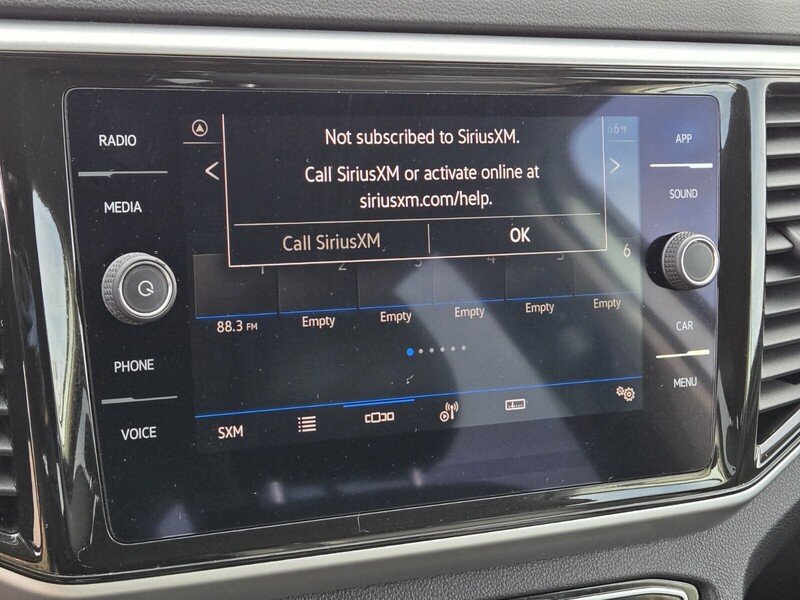 RADIO
MEDIA
PHONE
VOICE
Not subscribed to SiriusXM.
Call SiriusXM or activate online at
siriusxm.com/help.
Call SiriusXM OK
1 2 3 4 5 6
88.3 FM Empty Empty Empty Empty Empty
SXM
APP
SOUND
CAR
MENU